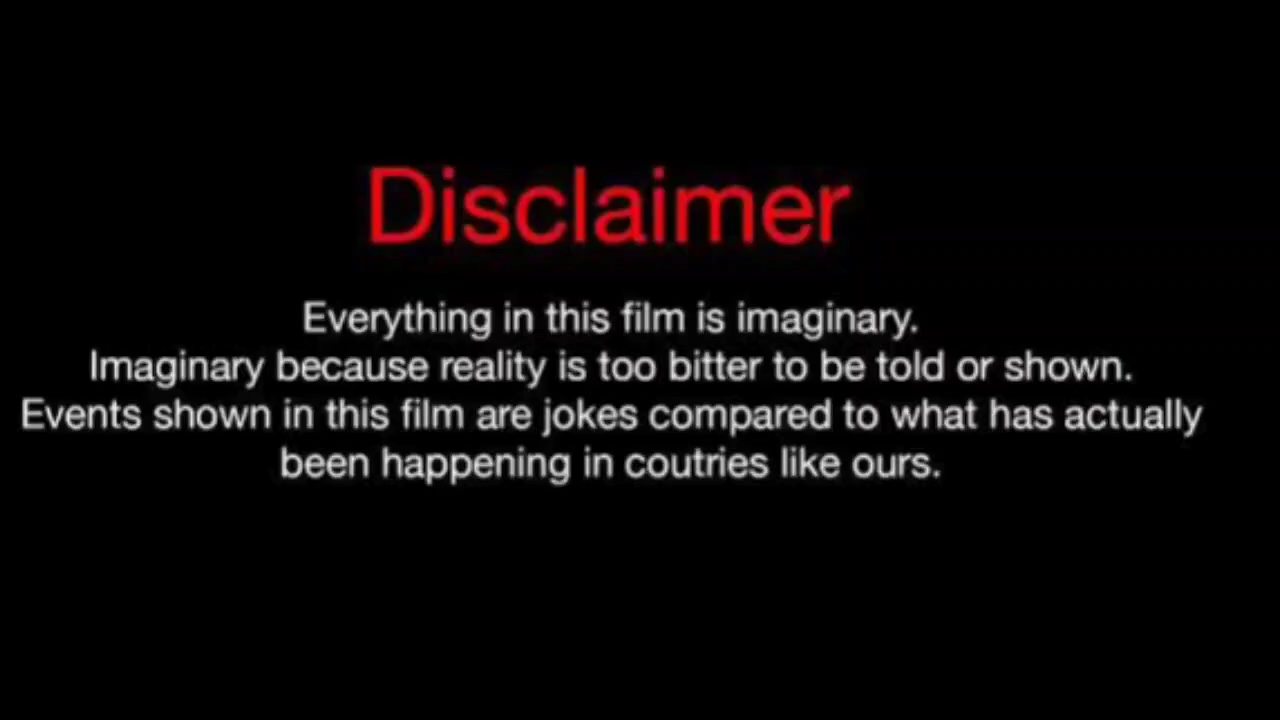 Disclaimer
Everything in this film is imaginary.
Imaginary because reality is too bitter to be told or shown.
Events shown in this film are jokes compared to what has actually
been happening in coutries like ours.